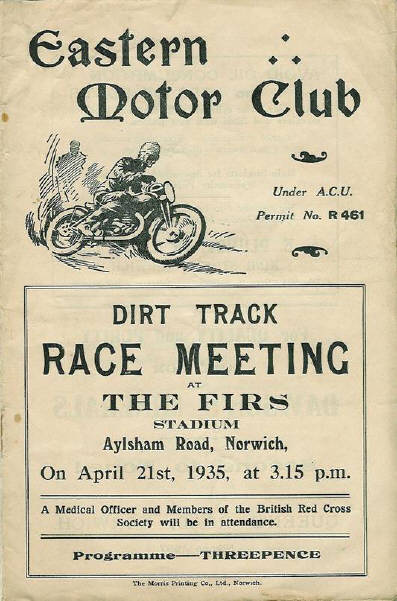 Eastern
Motor Club
Under A.C.U.
Permit No. R 461
DIRT TRACK
RACE MEETING
AT
THE FIRS
STADIUM
Aylsham Road, Norwich,
On April 21st, 1935, at 3.15 p.m.
A Medical Officer and Members of the British Red Cross
Society will be in attendance.
Programme—THREEPENCE
The Morris Printing Co., Ltd., Norwich.